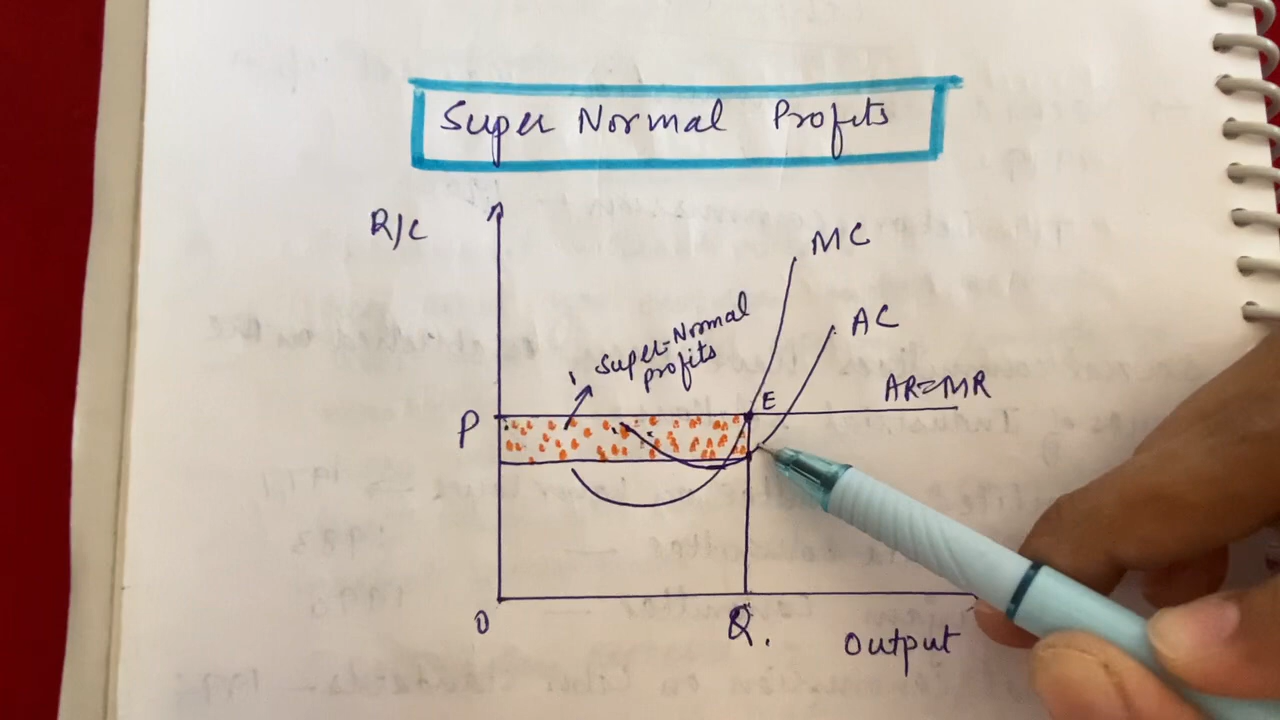 Super Normal Profits
R/C
MC
AC
Super-Normal
profits
AR=MR
E
P
O
Q.
Output